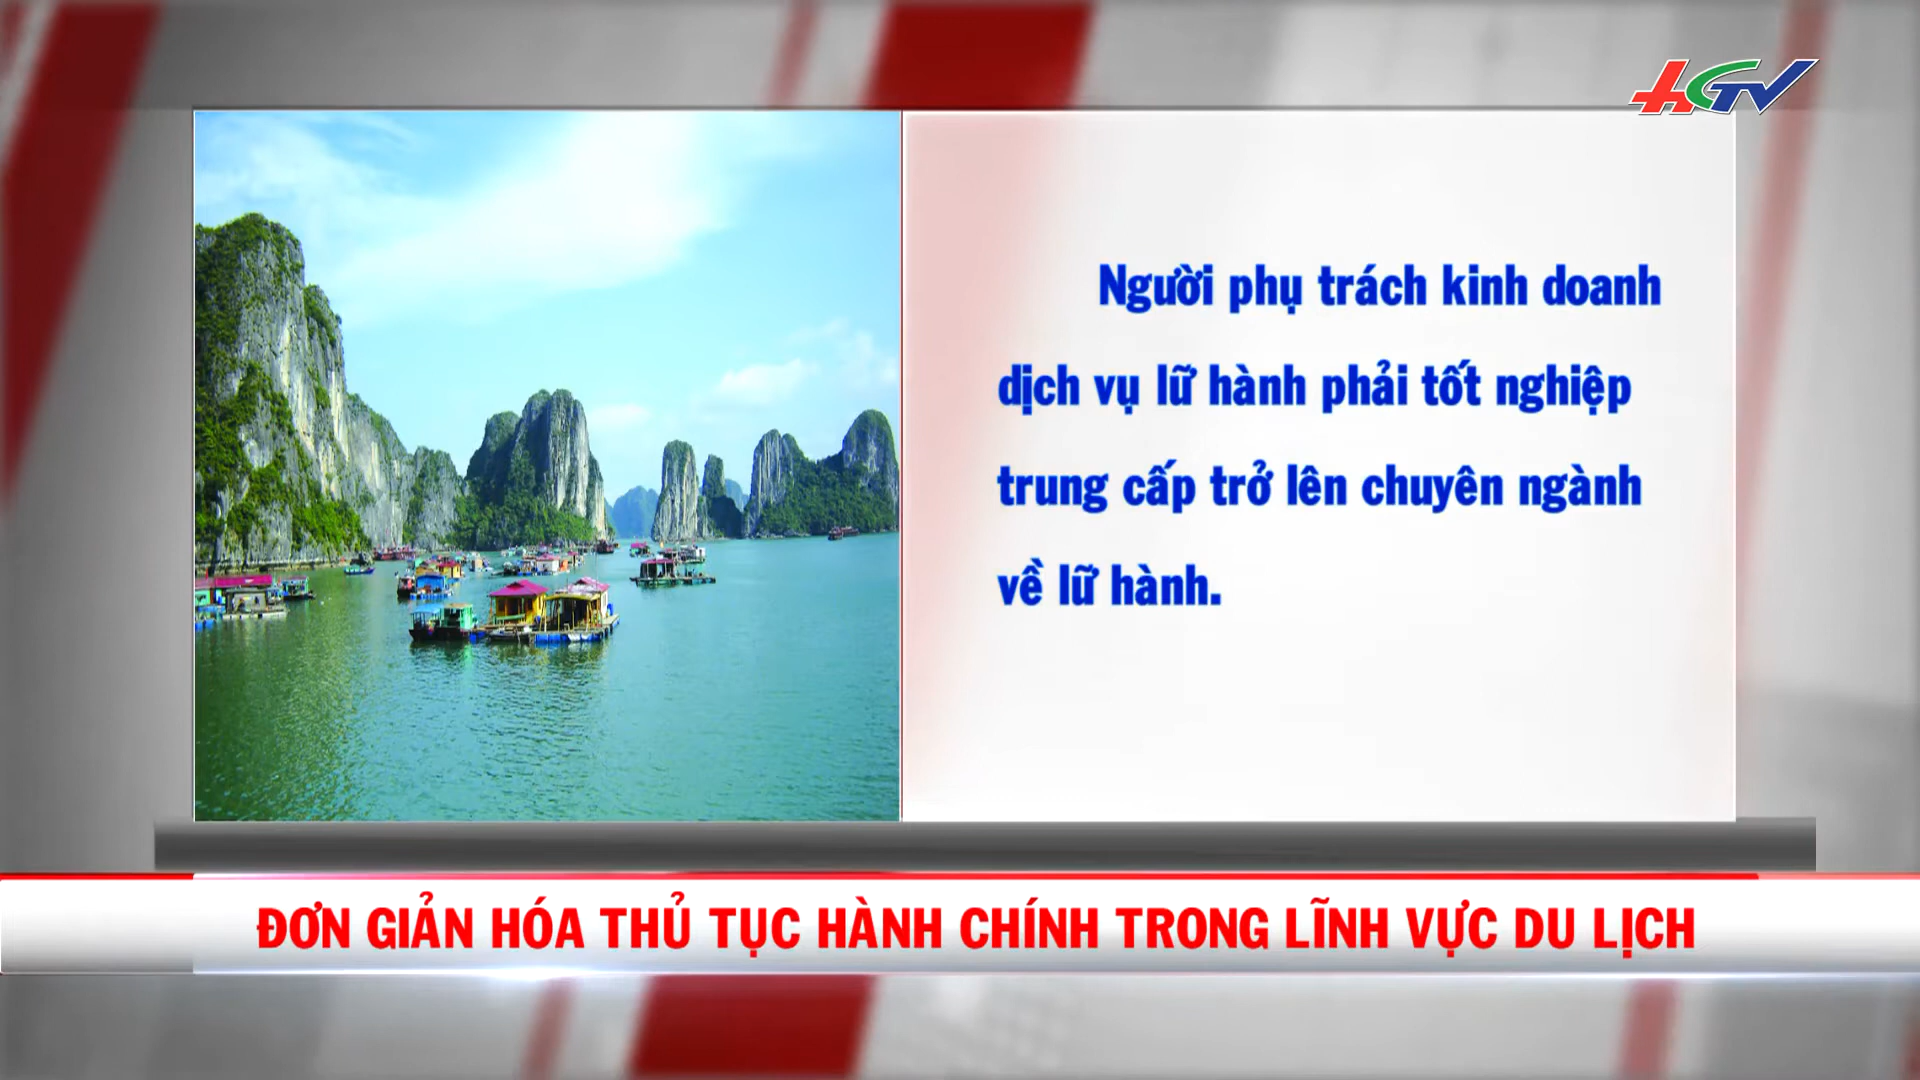 HGTV
Người phụ trách kinh doanh
dịch vụ lữ hành phải tốt nghiệp
trung cấp trở lên chuyên ngành
về lữ hành.
ĐƠN GIẢN HÓA THỦ TỤC HÀNH CHÍNH TRONG LĨNH VỰC DU LỊCH